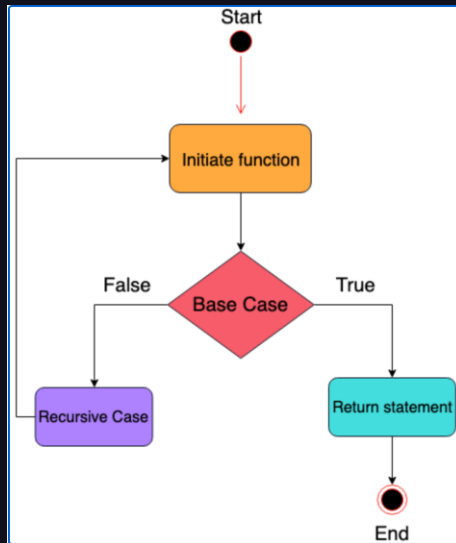 Start
Initiate function
False
True
Base Case
Recursive Case
Return statement
End